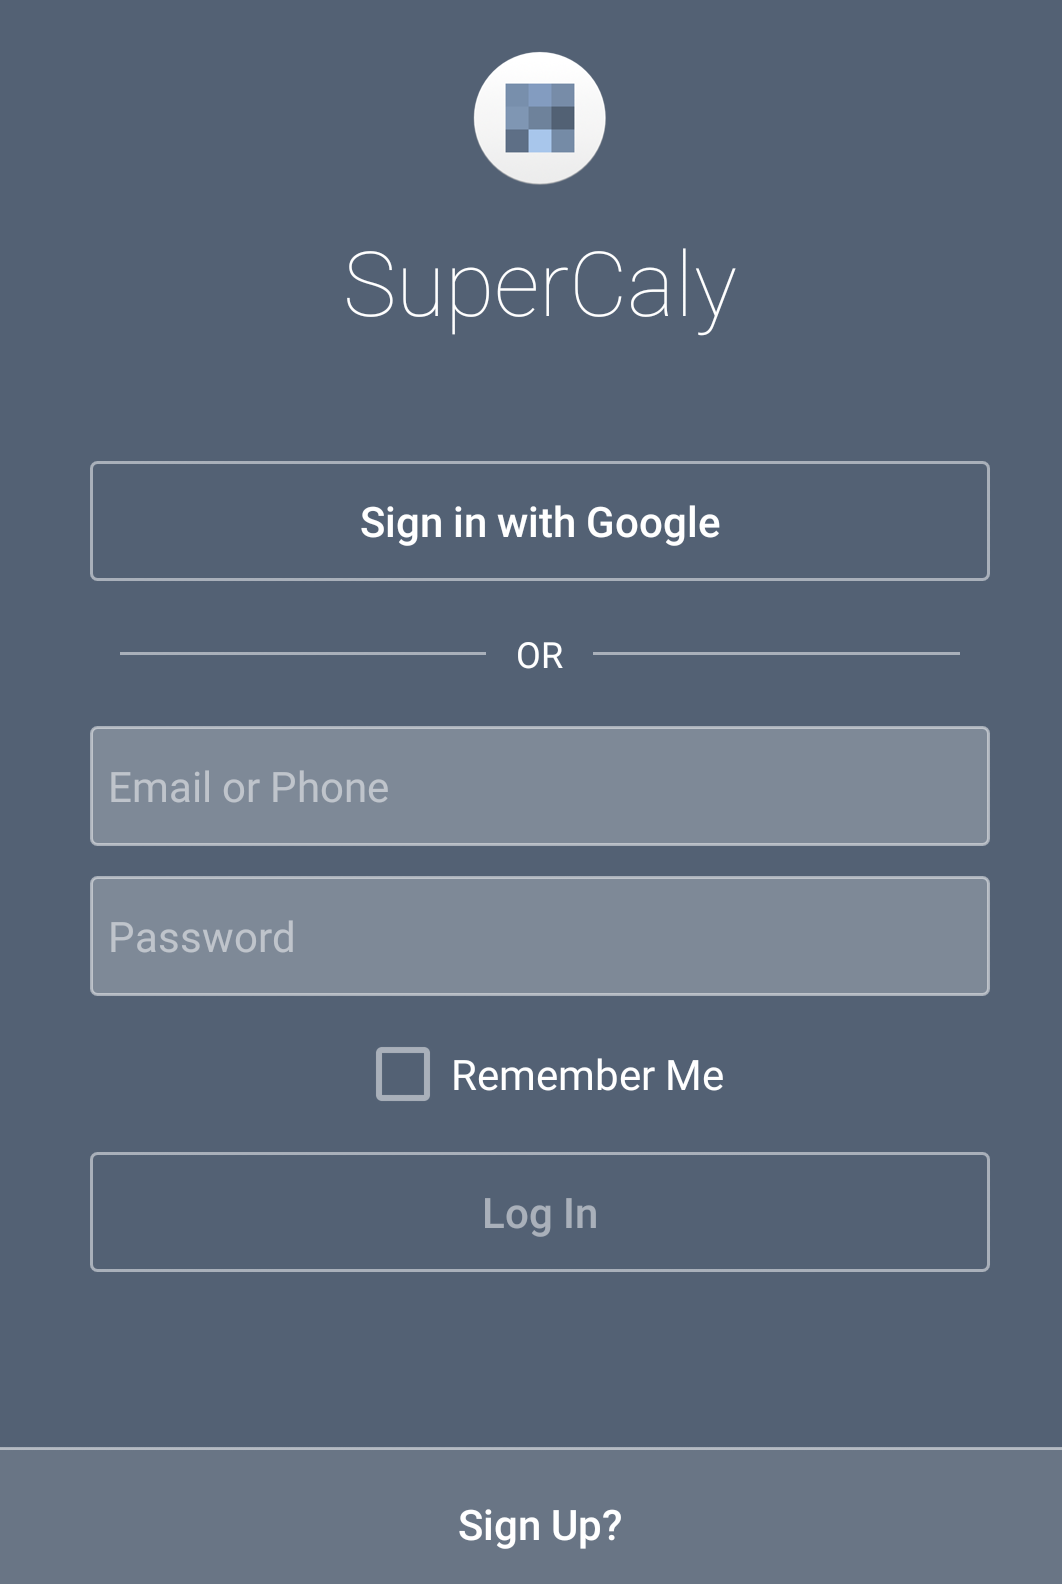 SuperCaly
Sign in with Google
OR
Email or Phone
Password
Remember Me
Log In
Sign Up?